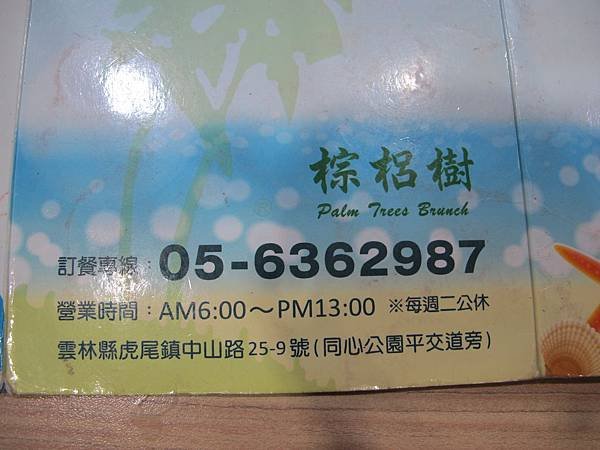 棕梠樹
Palm Trees Brunch
訂餐專線：05-6362987
營業時間：AM6:00～PM13:00 ※每週二公休
雲林縣虎尾鎮中山路25-9號(同心公園平交道旁)